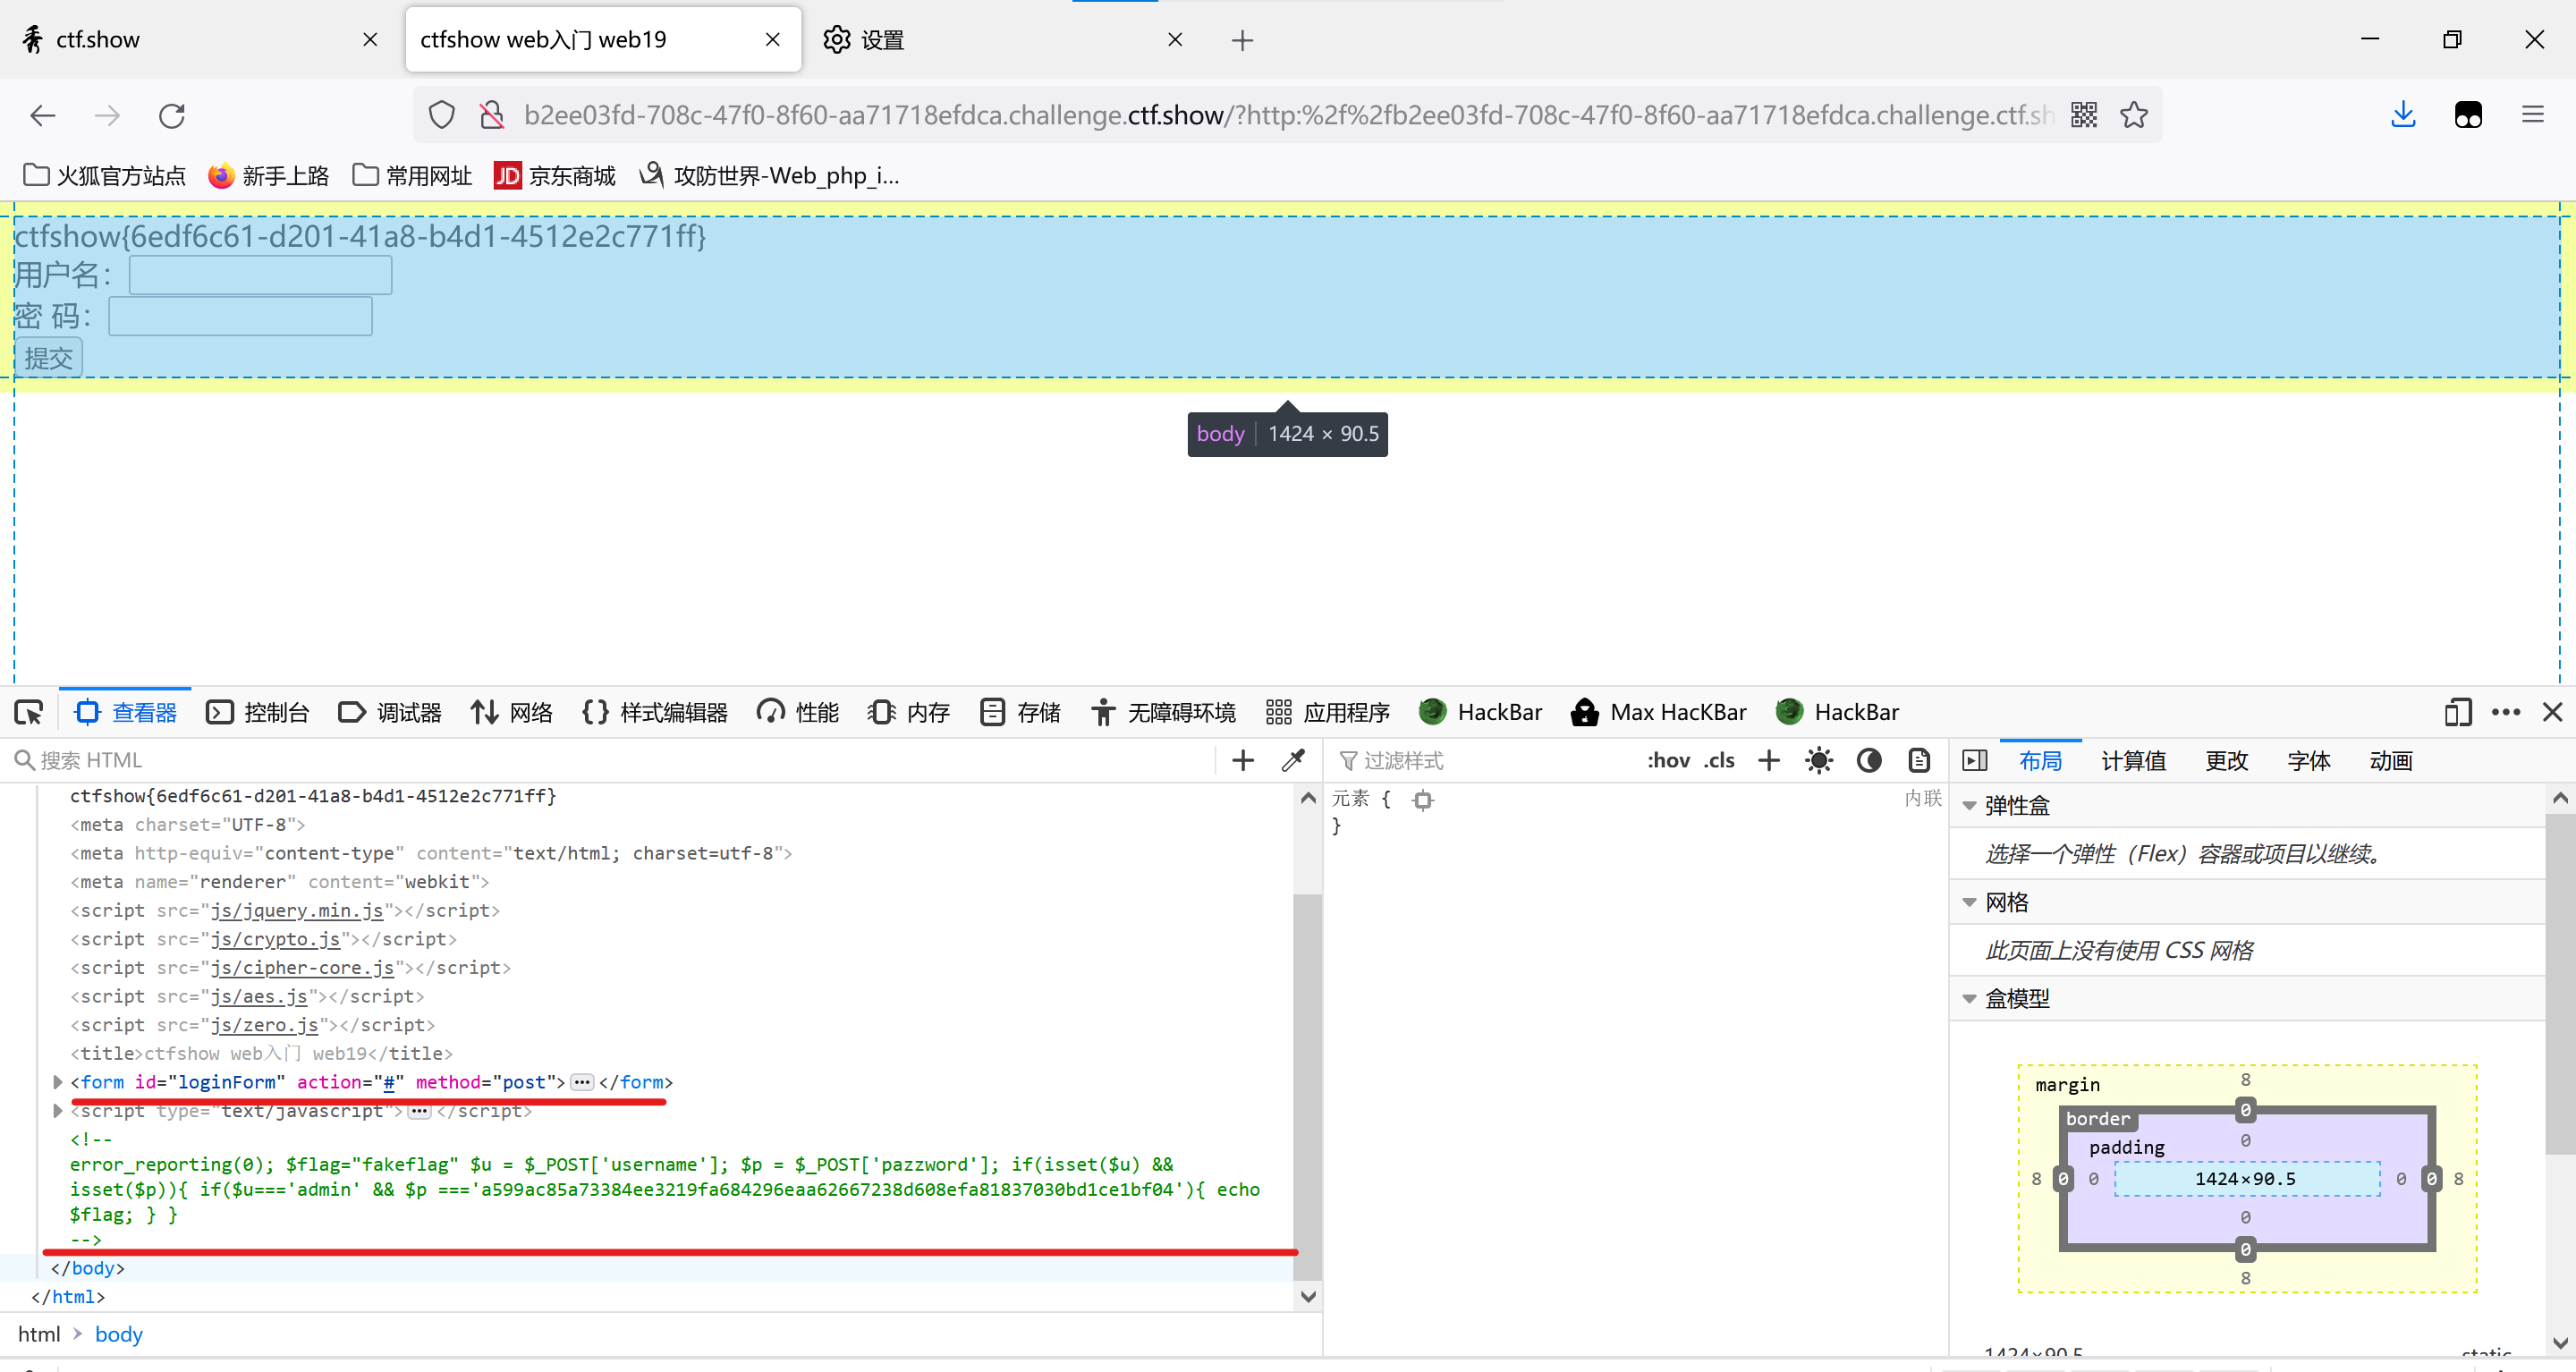 ctf.show
ctfshow web入门 web19
设置
b2ee03fd-708c-47f0-8f60-aa71718efdca.challenge.ctf.show/?http:%2f%2fb2ee03fd-708c-47f0-8f60-aa71718efdca.challenge.ctf.sh
火狐官方站点 新手上路 常用网址 JD 京东商城 攻防世界-Web_php_i...
ctfshow{6edf6c61-d201-41a8-b4d1-4512e2c771ff}
用户名：
密 码：
提交
body 1424 × 90.5
查看器 控制台 调试器 网络 {} 样式编辑器 性能 内存 存储 无障碍环境 应用程序 HackBar Max HacKBar HackBar
搜索 HTML
过滤样式 :hov .cls
布局 计算值 更改 字体 动画
ctfshow{6edf6c61-d201-41a8-b4d1-4512e2c771ff}
<meta charset="UTF-8">
<meta http-equiv="content-type" content="text/html; charset=utf-8">
<meta name="renderer" content="webkit">
<script src="js/jquery.min.js"></script>
<script src="js/crypto.js"></script>
<script src="js/cipher-core.js"></script>
<script src="js/aes.js"></script>
<script src="js/zero.js"></script>
<title>ctfshow web入门 web19</title>
<form id="loginForm" action="#" method="post">…</form>
<script type="text/javascript">…</script>
<!--
error_reporting(0); $flag="fakeflag" $u = $_POST['username']; $p = $_POST['pazzword']; if(isset($u) &&
isset($p)){ if($u==='admin' && $p ==='a599ac85a73384ee3219fa684296eaa62667238d608efa81837030bd1ce1bf04'){ echo
$flag; } }
-->
</body>
</html>
html body
元素 { 内联
}
弹性盒
选择一个弹性（Flex）容器或项目以继续。
网格
此页面上没有使用 CSS 网格
盒模型
margin 8
border 0
padding 0
8 0 0 1424×90.5 0 0 8
0
0
8
1424×90.5 static